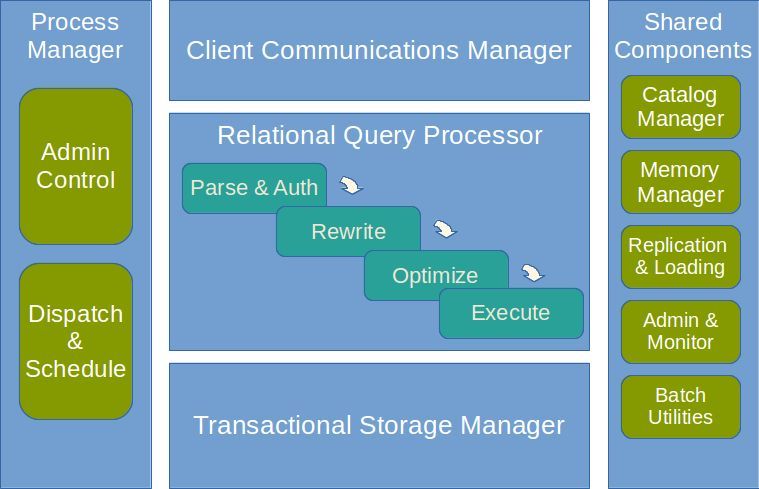 Process
Manager
Admin
Control
Dispatch
&
Schedule
Client Communications Manager
Relational Query Processor
Parse & Auth
Rewrite
Optimize
Execute
Transactional Storage Manager
Shared
Components
Catalog
Manager
Memory
Manager
Replication
& Loading
Admin &
Monitor
Batch
Utilities